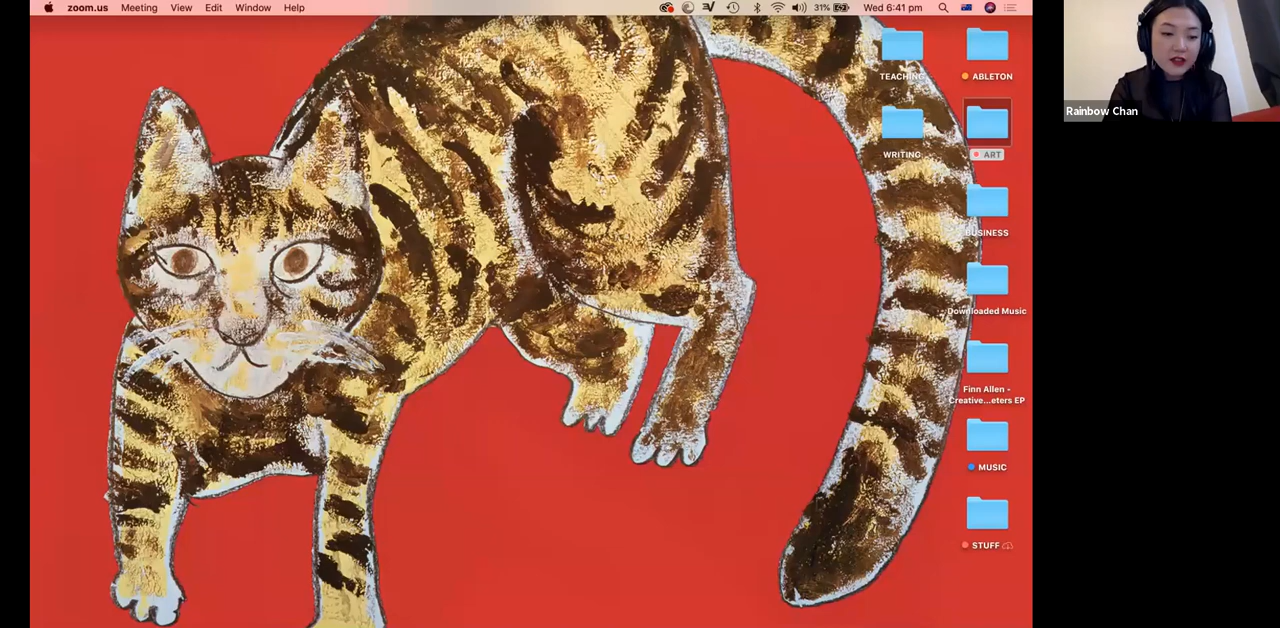 zoom.us Meeting View Edit Window Help 31% Wed 6:41 pm
TEACHING
ABELTON
WRITING
ART
BUSINESS
Downloaded Music
Finn Allen -
Creative...eters EP
MUSIC
STUFF
Rainbow Chan